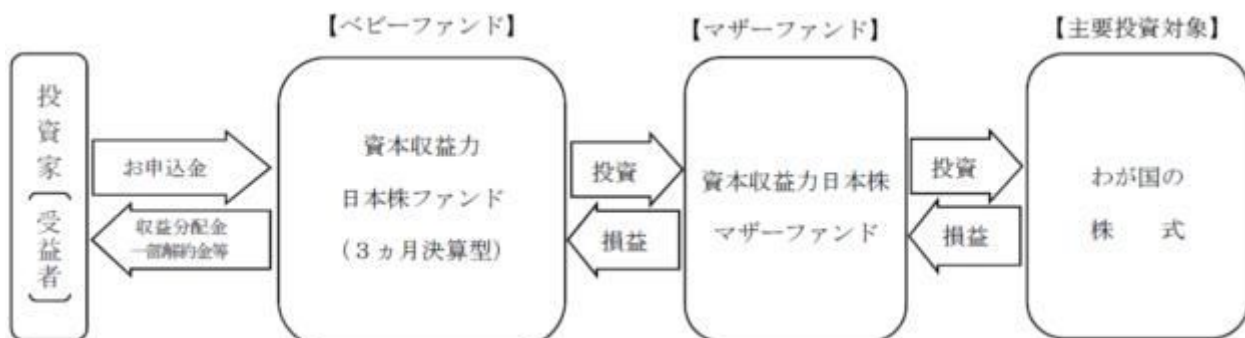 【ベビーファンド】
【マザーファンド】
【主要投資対象】
投資家(受益者)
お申込金
収益分配金
一部解約金等
資本収益力
日本株ファンド
(3ヵ月決算型)
投資
損益
資本収益力日本株
マザーファンド
投資
損益
わが国の
株 式